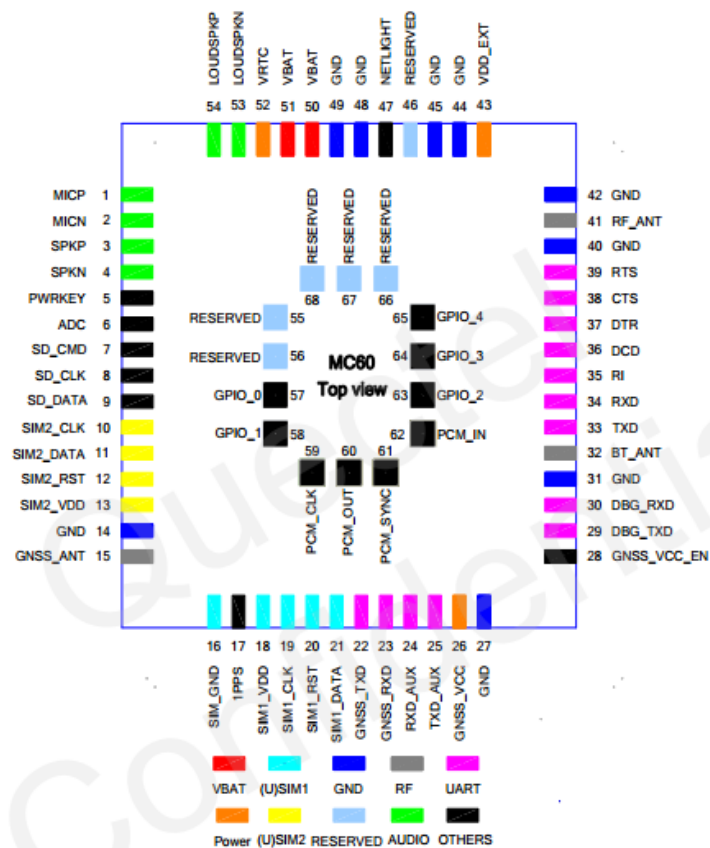 LOUDSPKP LOUDSPKN VRTC VBAT VBAT GND GND NETLIGHT RESERVED GND GND VDD_EXT
54 53 52 51 50 49 48 47 46 45 44 43
MICP 1
MICN 2
SPKP 3
SPKN 4
PWRKEY 5
ADC 6
SD_CMD 7
SD_CLK 8
SD_DATA 9
SIM2_CLK 10
SIM2_DATA 11
SIM2_RST 12
SIM2_VDD 13
GND 14
GNSS_ANT 15
RESERVED RESERVED RESERVED
68 67 66
RESERVED 55
RESERVED 56
GPIO_0 57
GPIO_1 58
MC60
Top view
65 GPIO_4
64 GPIO_3
63 GPIO_2
62 PCM_IN
59 60 61
PCM_CLK PCM_OUT PCM_SYNC
42 GND
41 RF_ANT
40 GND
39 RTS
38 CTS
37 DTR
36 DCD
35 RI
34 RXD
33 TXD
32 BT_ANT
31 GND
30 DBG_RXD
29 DBG_TXD
28 GNSS_VCC_EN
16 17 18 19 20 21 22 23 24 25 26 27
SIM_GND 1PPS SIM1_VDD SIM1_CLK SIM1_RST SIM1_DATA GNSS_TXD GNSS_RXD RXD_AUX TXD_AUX GNSS_VCC GND
VBAT (U)SIM1 GND RF UART
Power (U)SIM2 RESERVED AUDIO OTHERS
Quectel